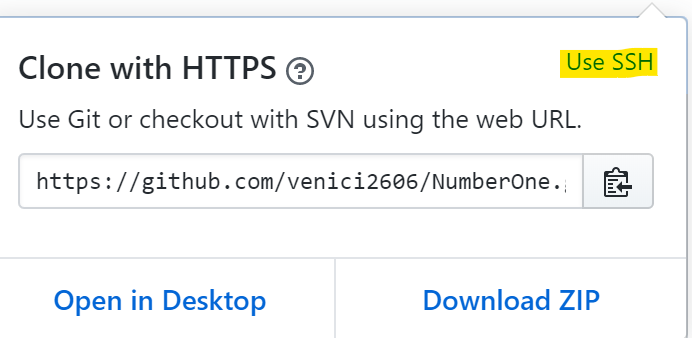 Clone with HTTPS ?
Use SSH
Use Git or checkout with SVN using the web URL.
https://github.com/venici2606/NumberOne.
Open in Desktop
Download ZIP